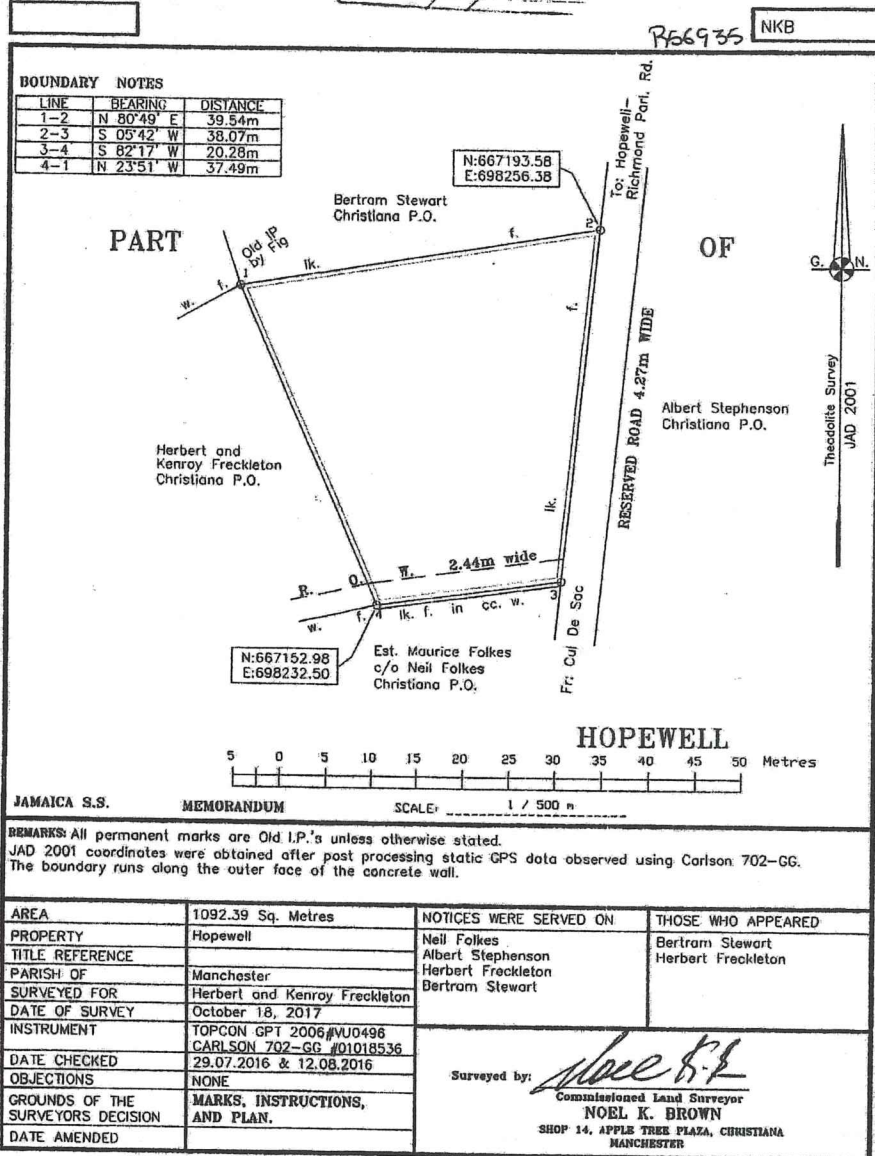 R56935
NKB
BOUNDARY NOTES
LINE BEARING DISTANCE
1-2 N 80°49' E 39.54m
2-3 S 05°42' W 38.07m
3-4 S 82°17' W 20.28m
4-1 N 23°51' W 37.49m
N:667193.58
E:698256.38
To: Hopewell-
Richmond Pari. Rd.
Bertram Stewart
Christiana P.O.
PART
OF
Old IP
by Fig
1
2
lk.
f.
w. f.
f.
lk.
RESERVED ROAD 4.27m WIDE
G. N.
Theodolite Survey
JAD 2001
Albert Stephenson
Christiana P.O.
Herbert and
Kenroy Freckleton
Christiana P.O.
R. O. W. 2.44m wide
w. f. 4 lk. f. in cc. w. 3
Fr: Cul De Sac
N:667152.98
E:698232.50
Est. Maurice Folkes
c/o Neil Folkes
Christiana P.O.
HOPEWELL
5 0 5 10 15 20 25 30 35 40 45 50 Metres
JAMAICA S.S. MEMORANDUM SCALE: 1 / 500 m
REMARKS: All permanent marks are Old I.P.'s unless otherwise stated.
JAD 2001 coordinates were obtained after post processing static GPS data observed using Carlson 702-GG.
The boundary runs along the outer face of the concrete wall.
AREA 1092.39 Sq. Metres
PROPERTY Hopewell
TITLE REFERENCE
PARISH OF Manchester
SURVEYED FOR Herbert and Kenroy Freckleton
DATE OF SURVEY October 18, 2017
INSTRUMENT TOPCON GPT 2006#VU0496
CARLSON 702-GG #01018536
DATE CHECKED 29.07.2016 & 12.08.2016
OBJECTIONS NONE
GROUNDS OF THE SURVEYORS DECISION MARKS, INSTRUCTIONS, AND PLAN.
DATE AMENDED
NOTICES WERE SERVED ON
Neil Folkes
Albert Stephenson
Herbert Freckleton
Bertram Stewart
THOSE WHO APPEARED
Bertram Stewart
Herbert Freckleton
Surveyed by:
Commissioned Land Surveyor
NOEL K. BROWN
SHOP 14, APPLE TREE PLAZA, CHRISTIANA
MANCHESTER